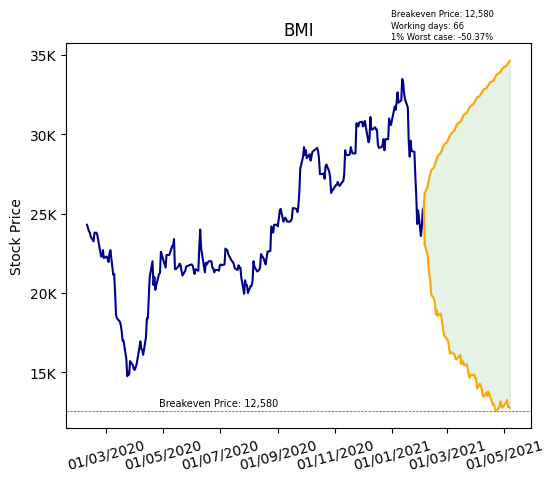 Breakeven Price: 12,580
Working days: 66
1% Worst case: -50.37%
BMI
Stock Price
35K
30K
25K
20K
15K
Breakeven Price: 12,580
01/03/2020
01/05/2020
01/07/2020
01/09/2020
01/11/2020
01/01/2021
01/03/2021
01/05/2021